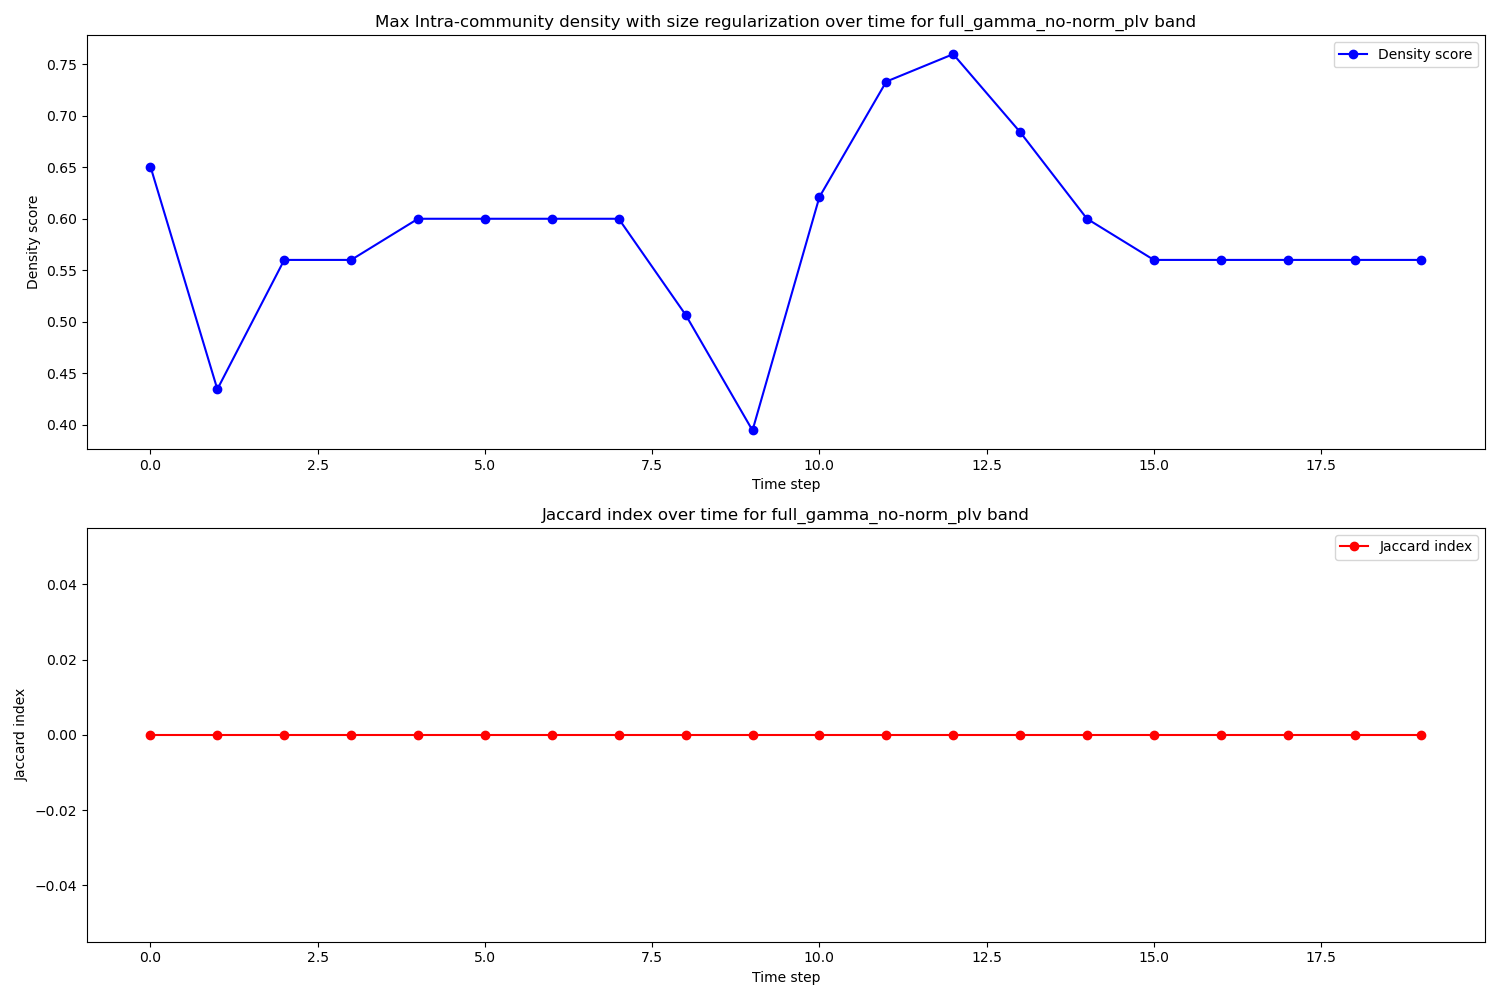 Max Intra-community density with size regularization over time for full_gamma_no-norm_plv band
Density score
0.75
0.70
0.65
0.60
0.55
0.50
0.45
0.40
Density score
0.0 2.5 5.0 7.5 10.0 12.5 15.0 17.5
Time step
Jaccard index over time for full_gamma_no-norm_plv band
Jaccard index
0.04
0.02
0.00
−0.02
−0.04
Jaccard index
0.0 2.5 5.0 7.5 10.0 12.5 15.0 17.5
Time step